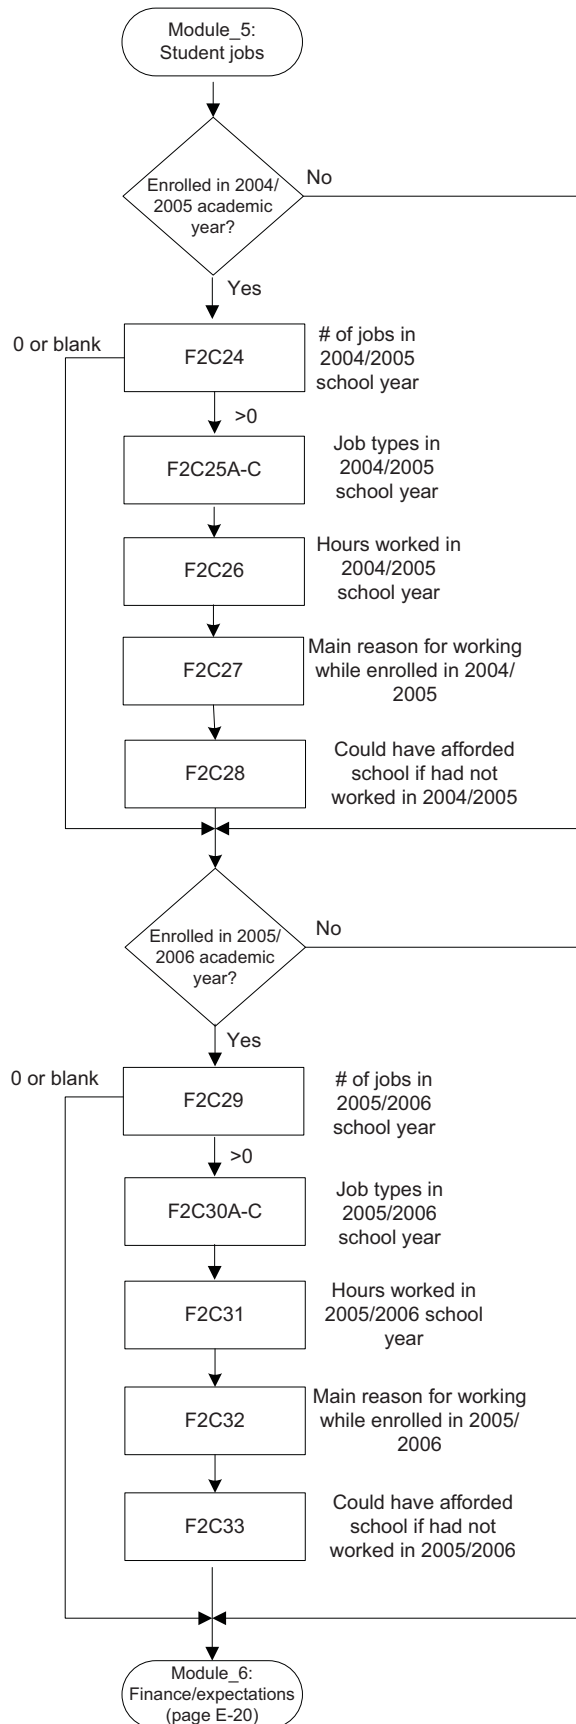 Module_5:
Student jobs
Enrolled in 2004/
2005 academic
year?
No
Yes
0 or blank
F2C24
# of jobs in
2004/2005
school year
>0
F2C25A-C
Job types in
2004/2005
school year
F2C26
Hours worked in
2004/2005
school year
F2C27
Main reason for working
while enrolled in 2004/
2005
F2C28
Could have afforded
school if had not
worked in 2004/2005
Enrolled in 2005/
2006 academic
year?
No
Yes
0 or blank
F2C29
# of jobs in
2005/2006
school year
>0
F2C30A-C
Job types in
2005/2006
school year
F2C31
Hours worked in
2005/2006 school
year
F2C32
Main reason for working
while enrolled in 2005/
2006
F2C33
Could have afforded
school if had not
worked in 2005/2006
Module_6:
Finance/expectations
(page E-20)